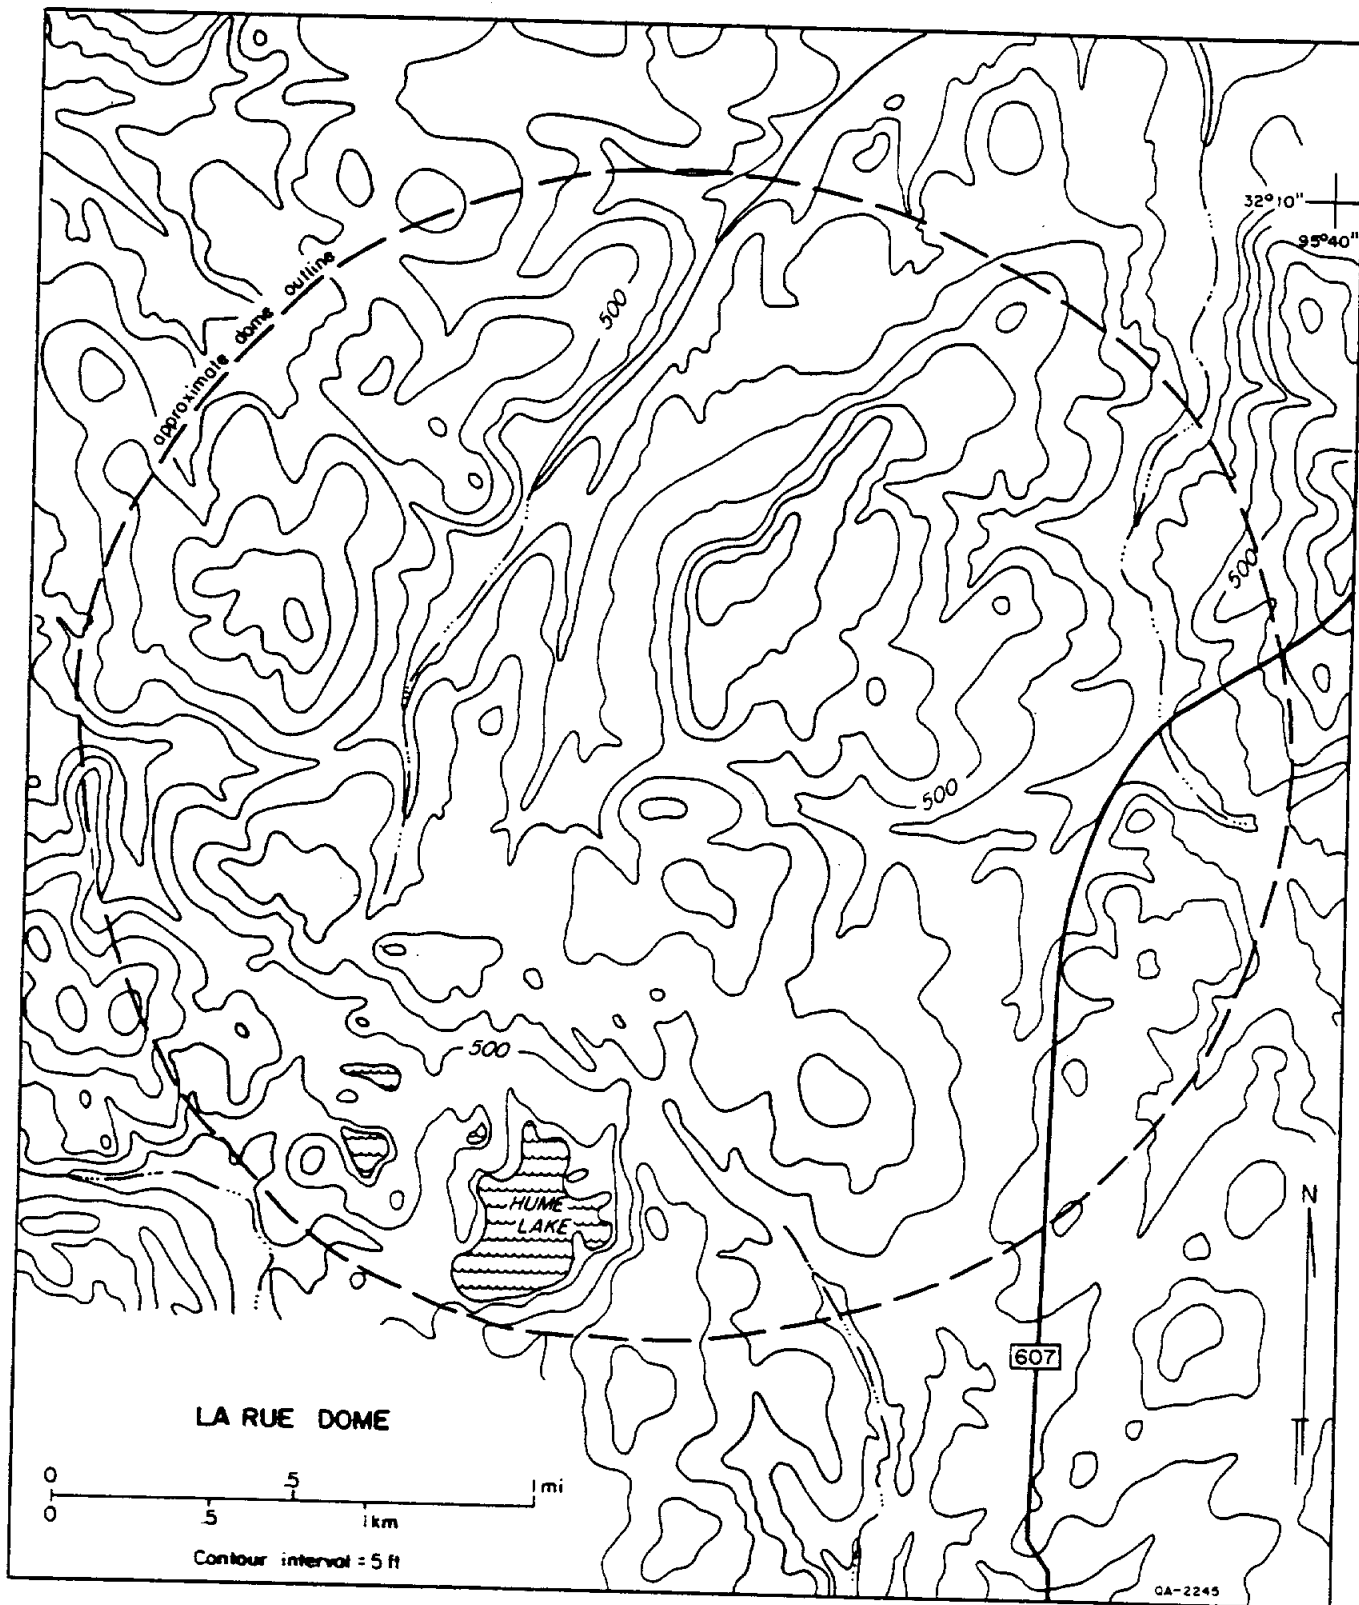 32°10"
95°40"
approximate dome outline
500
500
500
500
HUME
LAKE
N
607
LA RUE DOME
0 .5 1 mi
0 .5 1 km
Contour interval = 5 ft
QA-2245